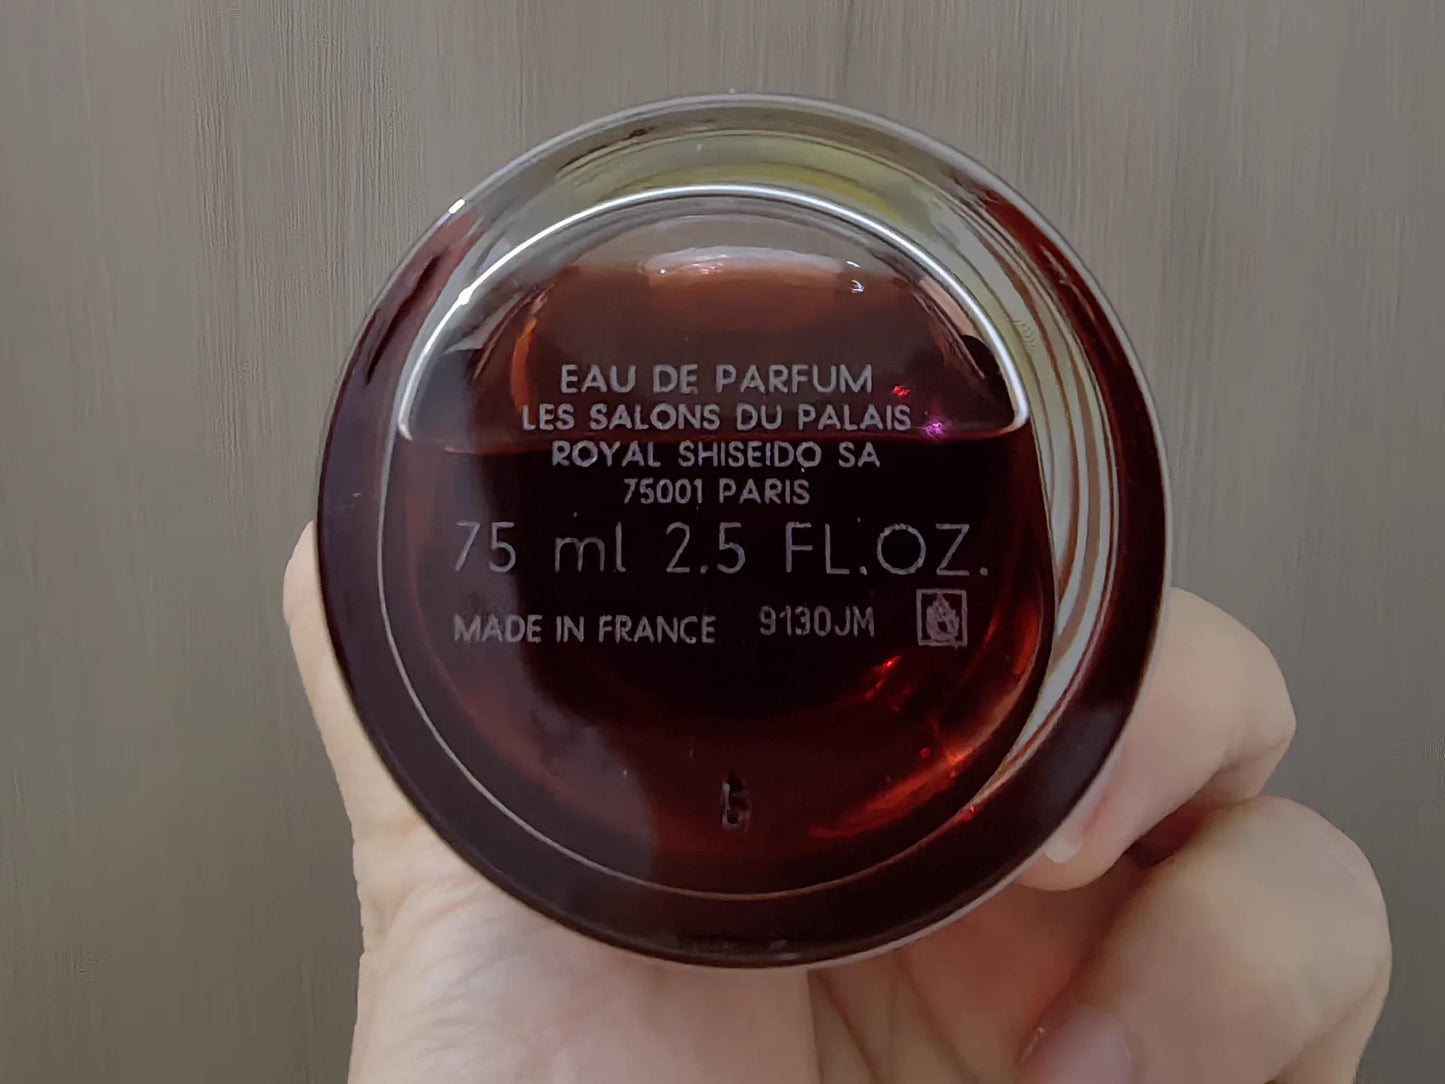 EAU DE PARFUM
LES SALONS DU PALAIS
ROYAL SHISEIDO SA
75001 PARIS
75 ml 2.5 FL.OZ.
MADE IN FRANCE 9130JM